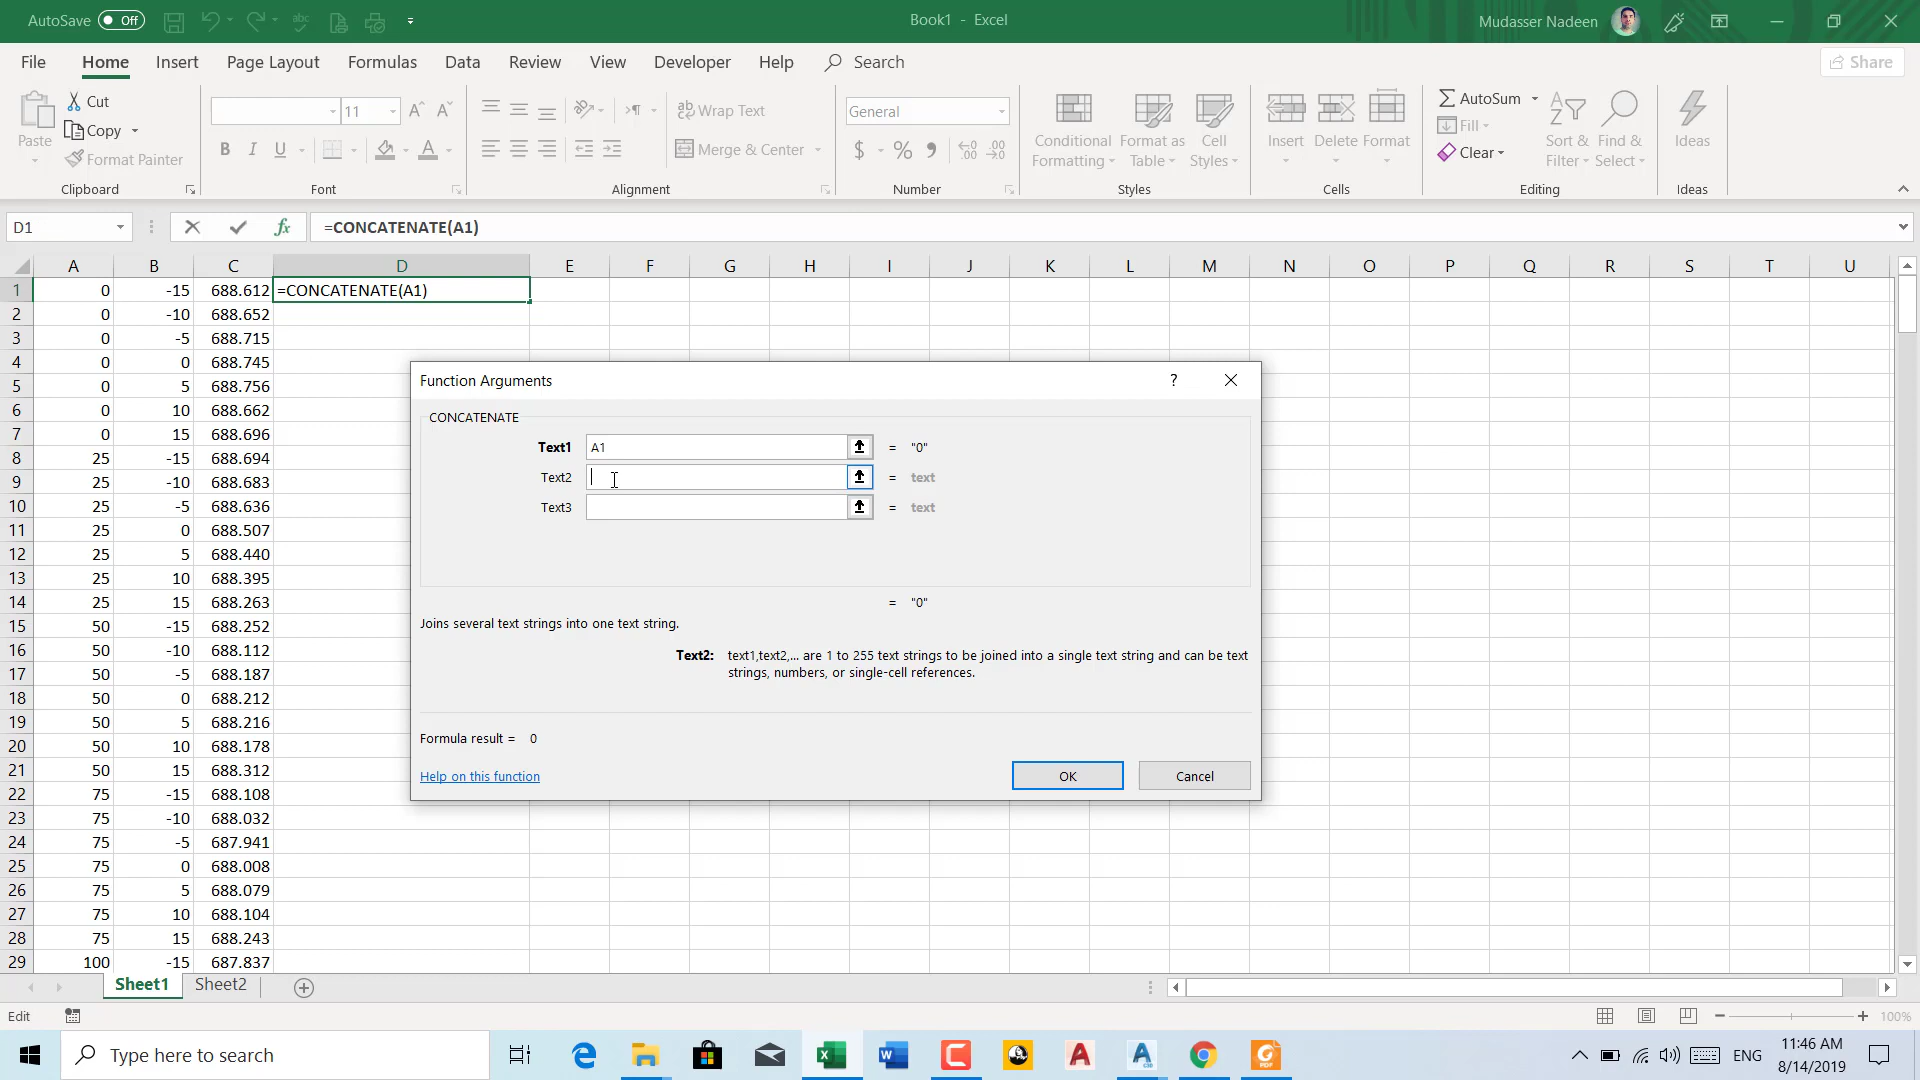 AutoSave Off
Book1 - Excel
Mudasser Nadeen
File Home Insert Page Layout Formulas Data Review View Developer Help Search
Share
Paste
Cut
Copy
Format Painter
Clipboard
11
B I U
Font
Wrap Text
Merge & Center
Alignment
General
$ % ,
Number
Conditional Formatting
Format as Table
Cell Styles
Styles
Insert Delete Format
Cells
AutoSum
Fill
Clear
Sort & Filter
Find & Select
Editing
Ideas
Ideas
D1
fx
=CONCATENATE(A1)
A B C D E F G H I J K L M N O P Q R S T U
1 0 -15 688.612 =CONCATENATE(A1)
2 0 -10 688.652
3 0 -5 688.715
4 0 0 688.745
5 0 5 688.756
6 0 10 688.662
7 0 15 688.696
8 25 -15 688.694
9 25 -10 688.683
10 25 -5 688.636
11 25 0 688.507
12 25 5 688.440
13 25 10 688.395
14 25 15 688.263
15 50 -15 688.252
16 50 -10 688.112
17 50 -5 688.187
18 50 0 688.212
19 50 5 688.216
20 50 10 688.178
21 50 15 688.312
22 75 -15 688.108
23 75 -10 688.032
24 75 -5 687.941
25 75 0 688.008
26 75 5 688.079
27 75 10 688.104
28 75 15 688.243
29 100 -15 687.837
Function Arguments
?
CONCATENATE
Text1 A1 = "0"
Text2 = text
Text3 = text
= "0"
Joins several text strings into one text string.
Text2: text1,text2,... are 1 to 255 text strings to be joined into a single text string and can be text
strings, numbers, or single-cell references.
Formula result = 0
Help on this function
OK
Cancel
Sheet1 Sheet2
Edit
100%
Type here to search
ENG
11:46 AM
8/14/2019